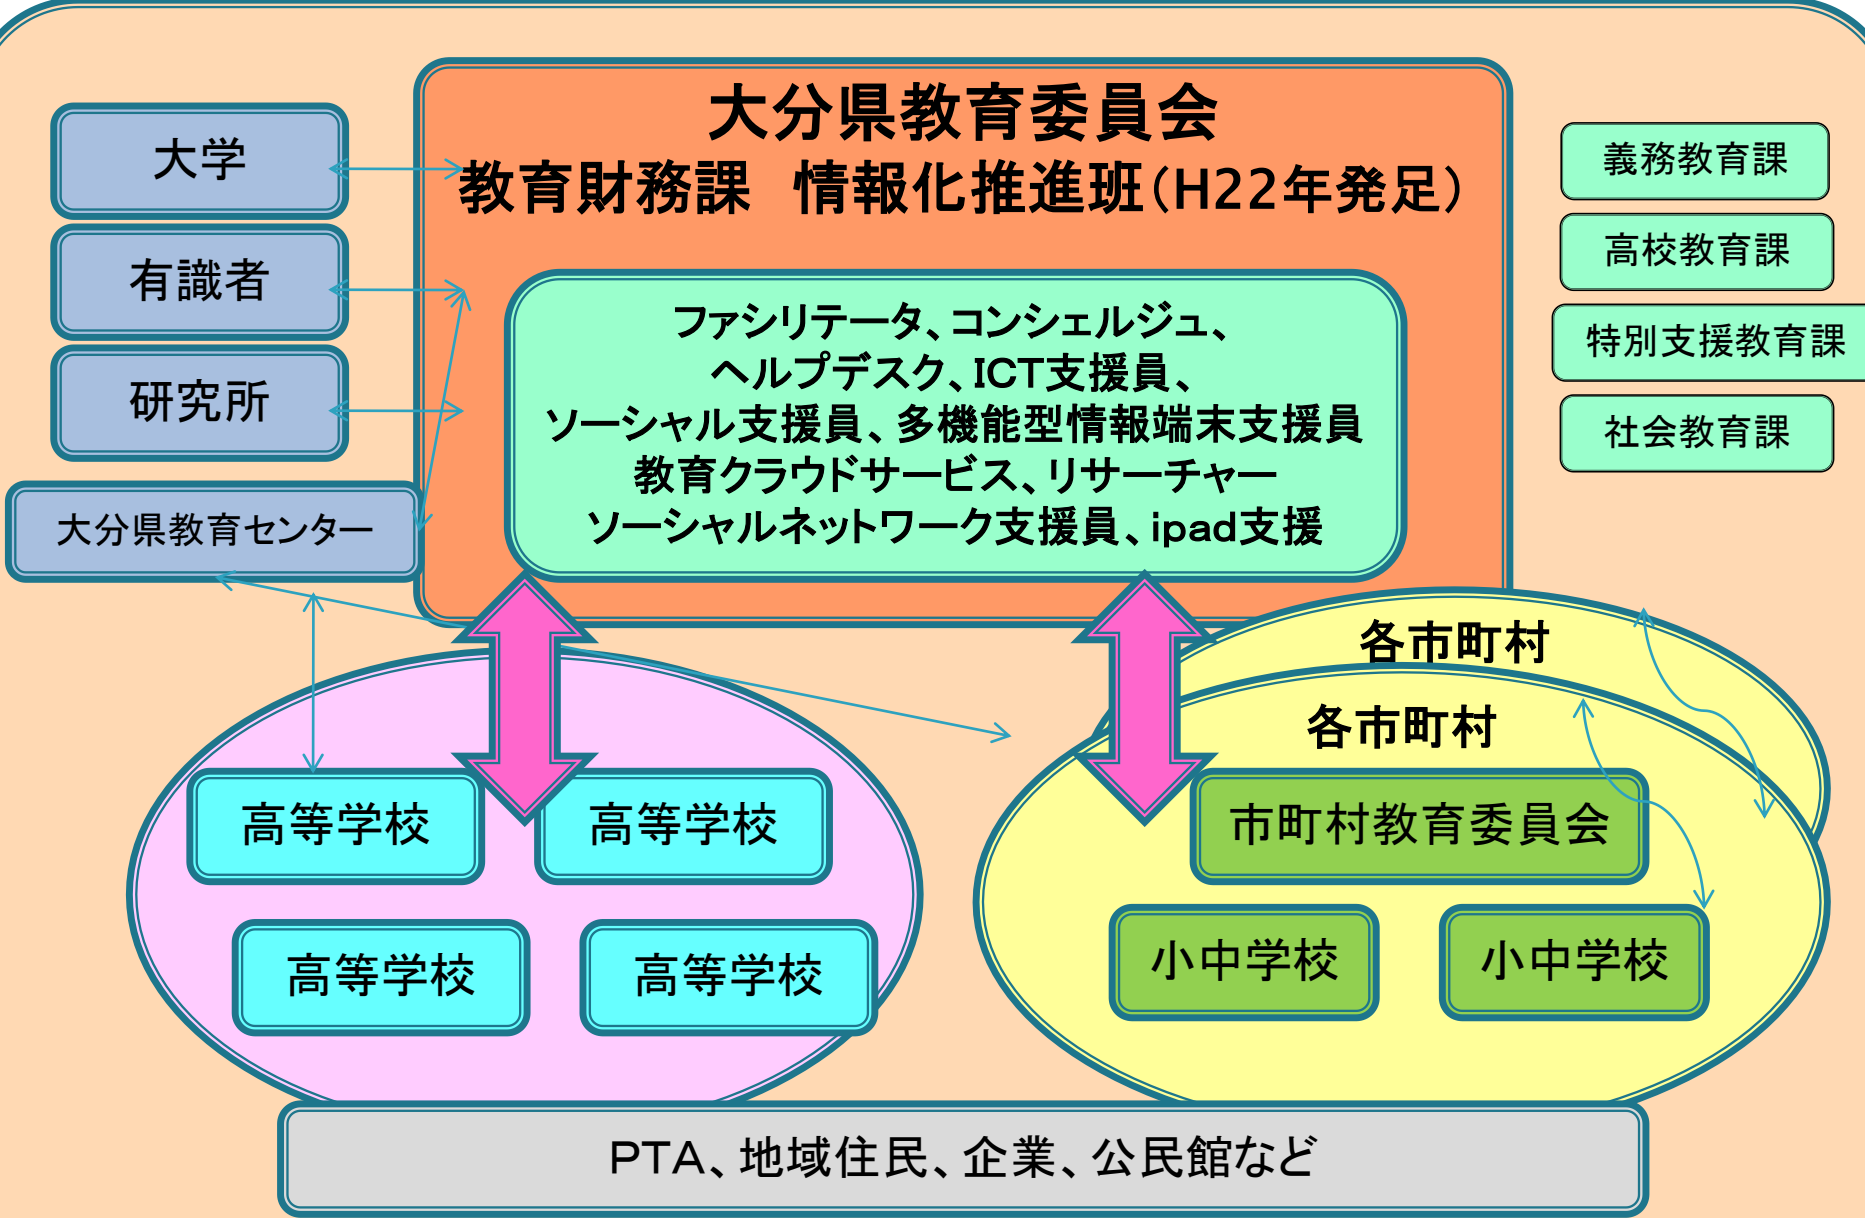 大分県教育委員会
教育財務課　情報化推進班（H22年発足）
大学
有識者
研究所
大分県教育センター
ファシリテータ、コンシェルジュ、
ヘルプデスク、ICT支援員、
ソーシャル支援員、多機能型情報端末支援員
教育クラウドサービス、リサーチャー
ソーシャルネットワーク支援員、ipad支援
義務教育課
高校教育課
特別支援教育課
社会教育課
各市町村
各市町村
高等学校
高等学校
市町村教育委員会
高等学校
高等学校
小中学校
小中学校
PTA、地域住民、企業、公民館など